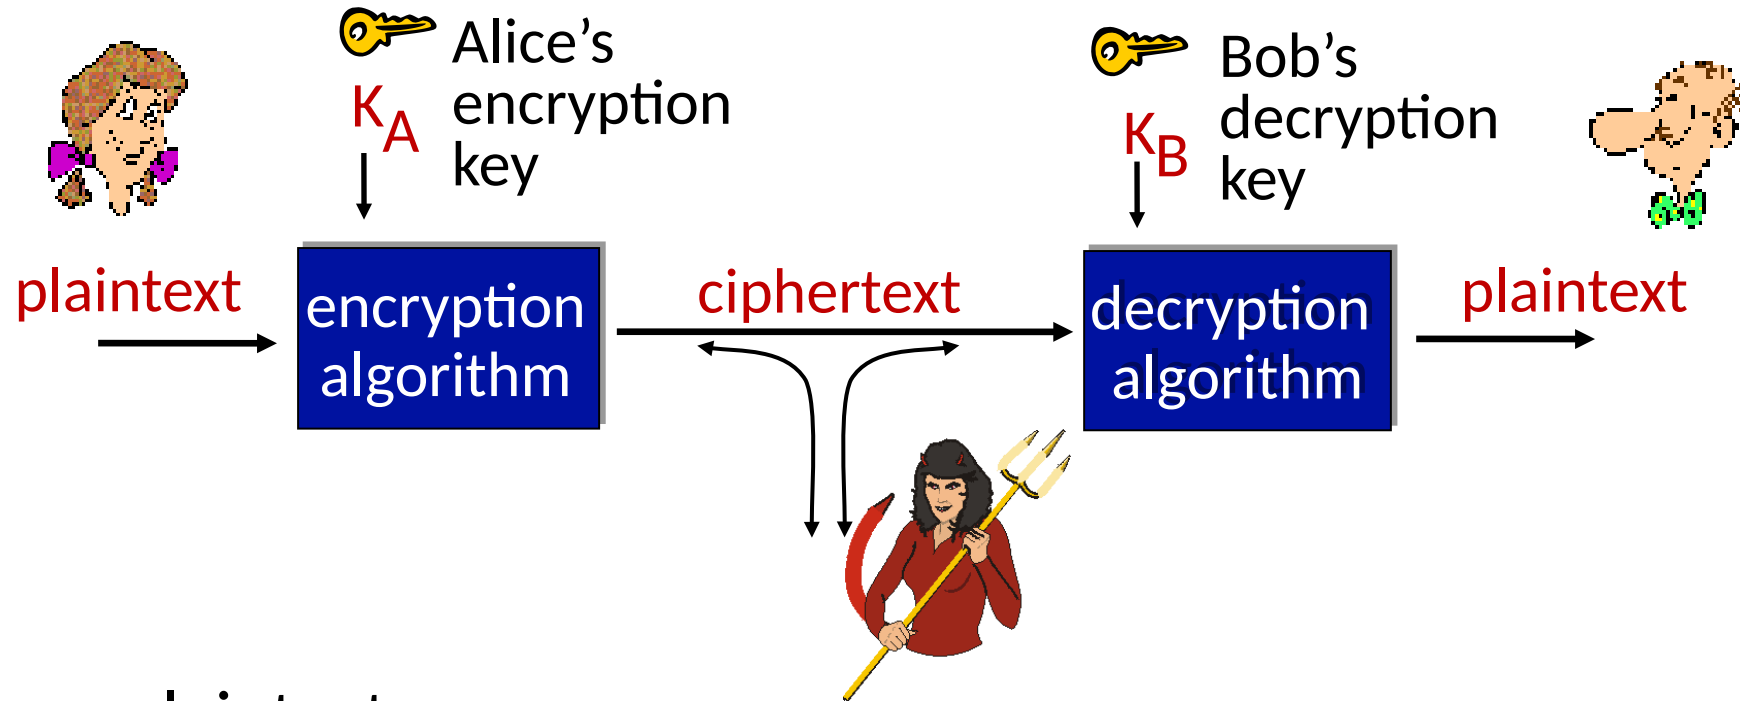 Alice’s
encryption
key
K
A
Bob’s
decryption
key
K
B
plaintext
encryption
algorithm
ciphertext
decryption
algorithm
plaintext